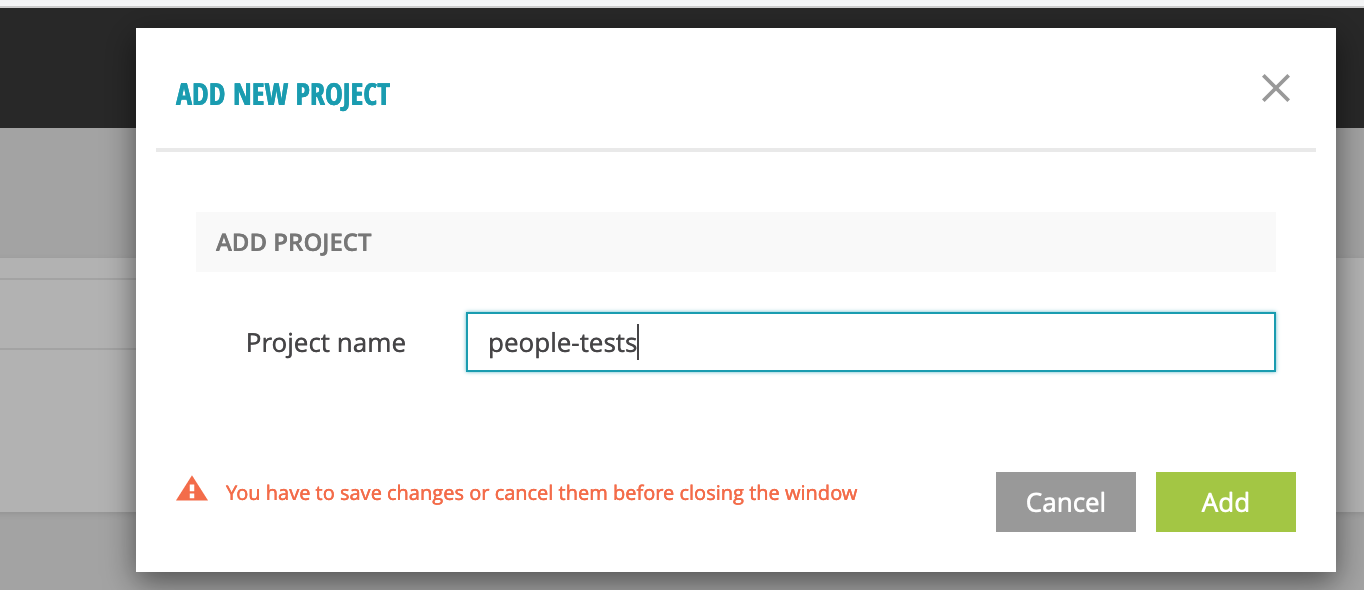 ADD NEW PROJECT
ADD PROJECT
Project name
people-tests
You have to save changes or cancel them before closing the window
Cancel
Add